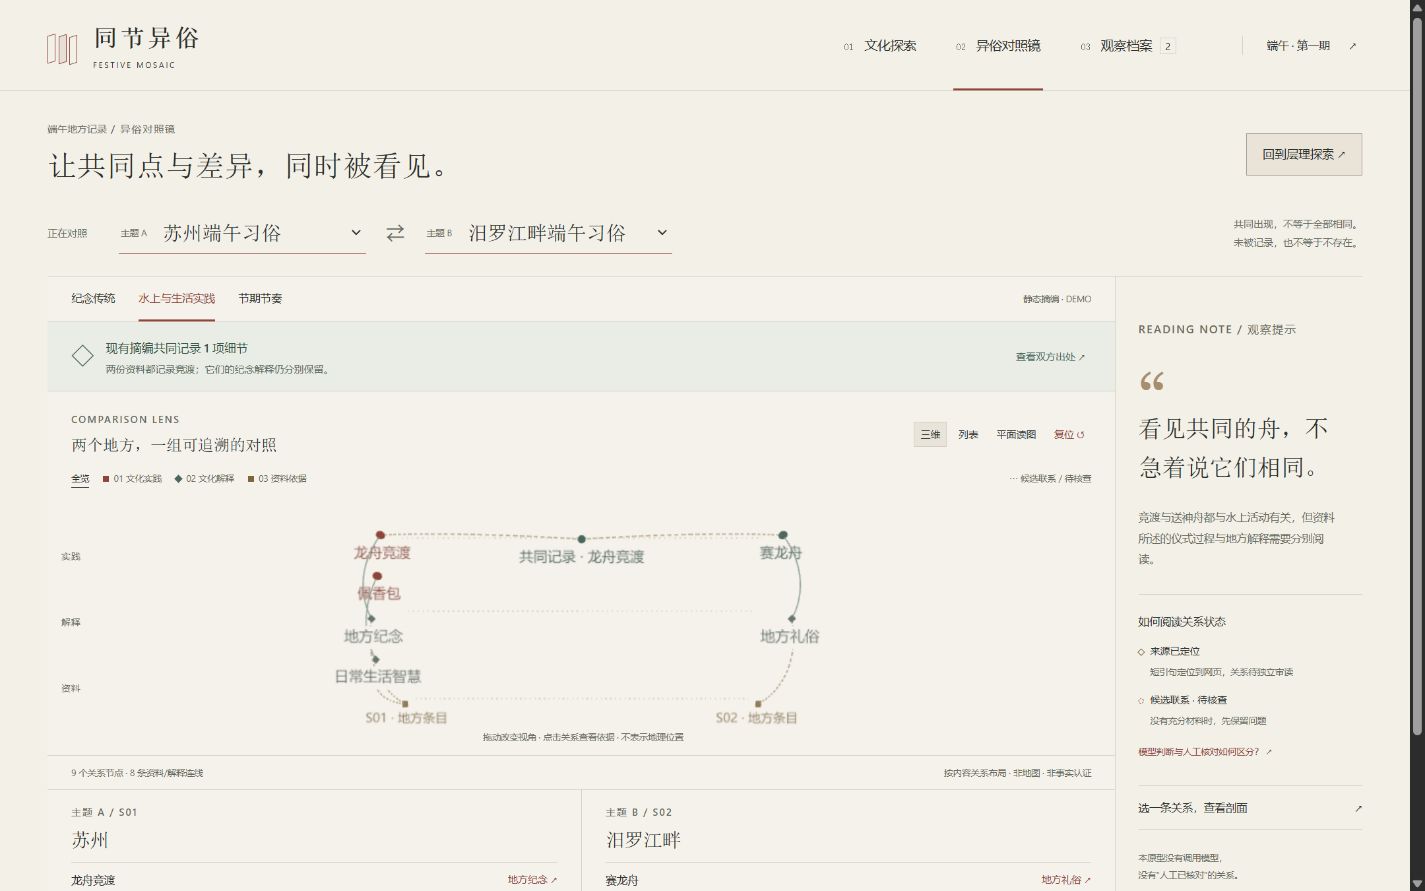 同节异俗
FESTIVE MOSAIC
01 文化探索
02 异俗对照镜
03 观察档案 2
端午 · 第一期 ↗
端午地方记录 / 异俗对照镜
让共同点与差异，同时被看见。
回到层理探索 ↗
正在对照
主题 A 苏州端午习俗
主题 B 汨罗江畔端午习俗
共同出现，不等于全部相同。
未被记录，也不等于不存在。
纪念传统
水上与生活实践
节期节奏
静态摘编 · DEMO
现有摘编共同记录 1 项细节
两份资料都记录竞渡；它们的纪念解释仍分别保留。
查看双方出处 ↗
COMPARISON LENS
两个地方，一组可追溯的对照
三维
列表
平面读图
复位 ↺
全览
01 文化实践
02 文化解释
03 资料依据
··· 候选联系 / 待核查
实践
解释
资料
龙舟竞渡
共同记录 · 龙舟竞渡
赛龙舟
佩香包
地方纪念
地方礼俗
日常生活智慧
S01 · 地方条目
S02 · 地方条目
拖动改变视角 · 点击关系查看依据 · 不表示地理位置
9 个关系节点 · 8 条资料/解释连线
按内容关系布局 · 非地图 · 非事实认证
主题 A / S01
苏州
龙舟竞渡
地方纪念 ↗
主题 B / S02
汨罗江畔
赛龙舟
地方礼俗 ↗
READING NOTE / 观察提示
“
看见共同的舟，不
急着说它们相同。
竞渡与送神舟都与水上活动有关，但资料
所述的仪式过程与地方解释需要分别阅
读。
如何阅读关系状态
来源已定位
短引句定位到网页，关系待独立审读
候选联系 · 待核查
没有充分材料时，先保留问题
模型判断与人工核对如何区分？ ↗
选一条关系，查看剖面 ↗
本原型没有调用模型，
没有“人工已核对”的关系。